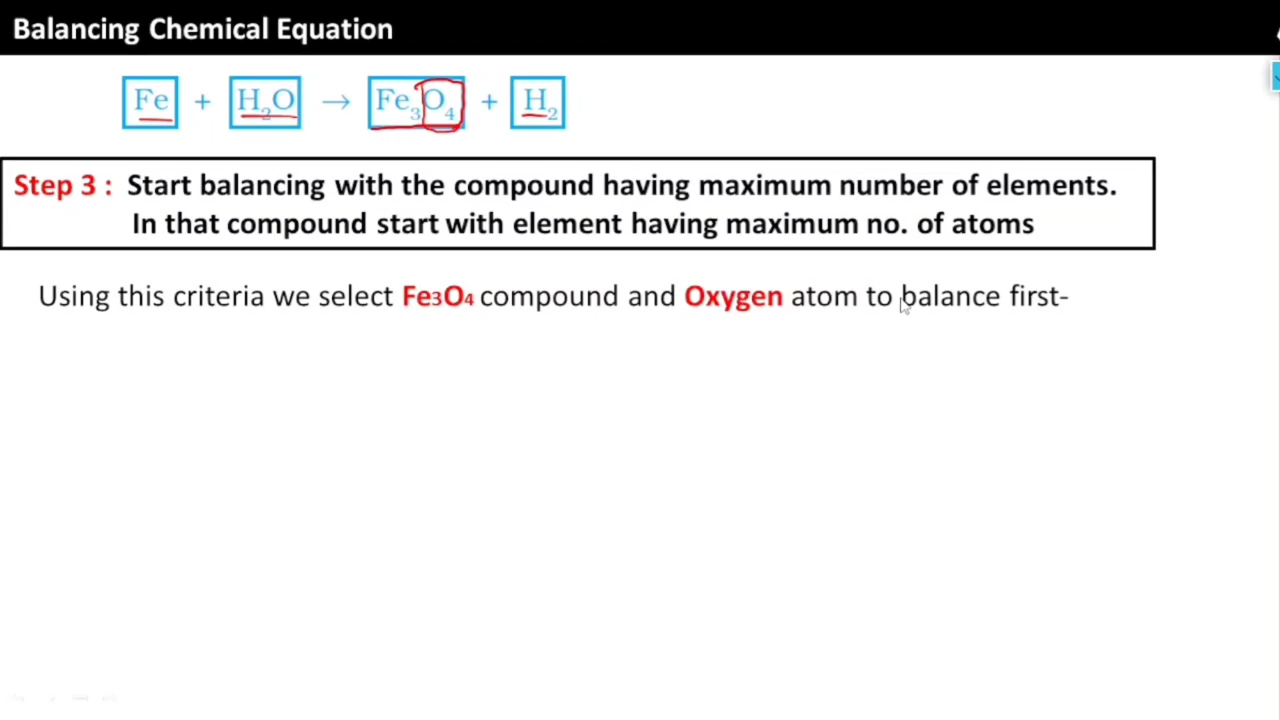 Balancing Chemical Equation
Fe + H₂O → Fe₃O₄ + H₂
Step 3 : Start balancing with the compound having maximum number of elements.
In that compound start with element having maximum no. of atoms
Using this criteria we select Fe₃O₄ compound and Oxygen atom to balance first-